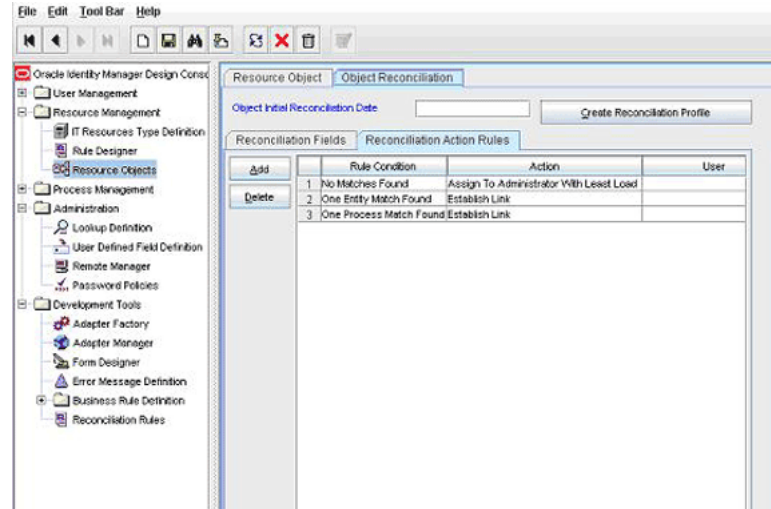 File Edit Tool Bar Help
Oracle Identity Manager Design Consc
User Management
Resource Management
IT Resources Type Definition
Rule Designer
Resource Objects
Process Management
Administration
Lookup Definition
User Defined Field Definition
Remote Manager
Password Policies
Development Tools
Adapter Factory
Adapter Manager
Form Designer
Error Message Definition
Business Rule Definition
Reconciliation Rules
Resource Object Object Reconciliation
Object Initial Reconciliation Date Create Reconciliation Profile
Reconciliation Fields Reconciliation Action Rules
Add
Delete
Rule Condition Action User
1 No Matches Found Assign To Administrator With Least Load
2 One Entity Match Found Establish Link
3 One Process Match Found Establish Link